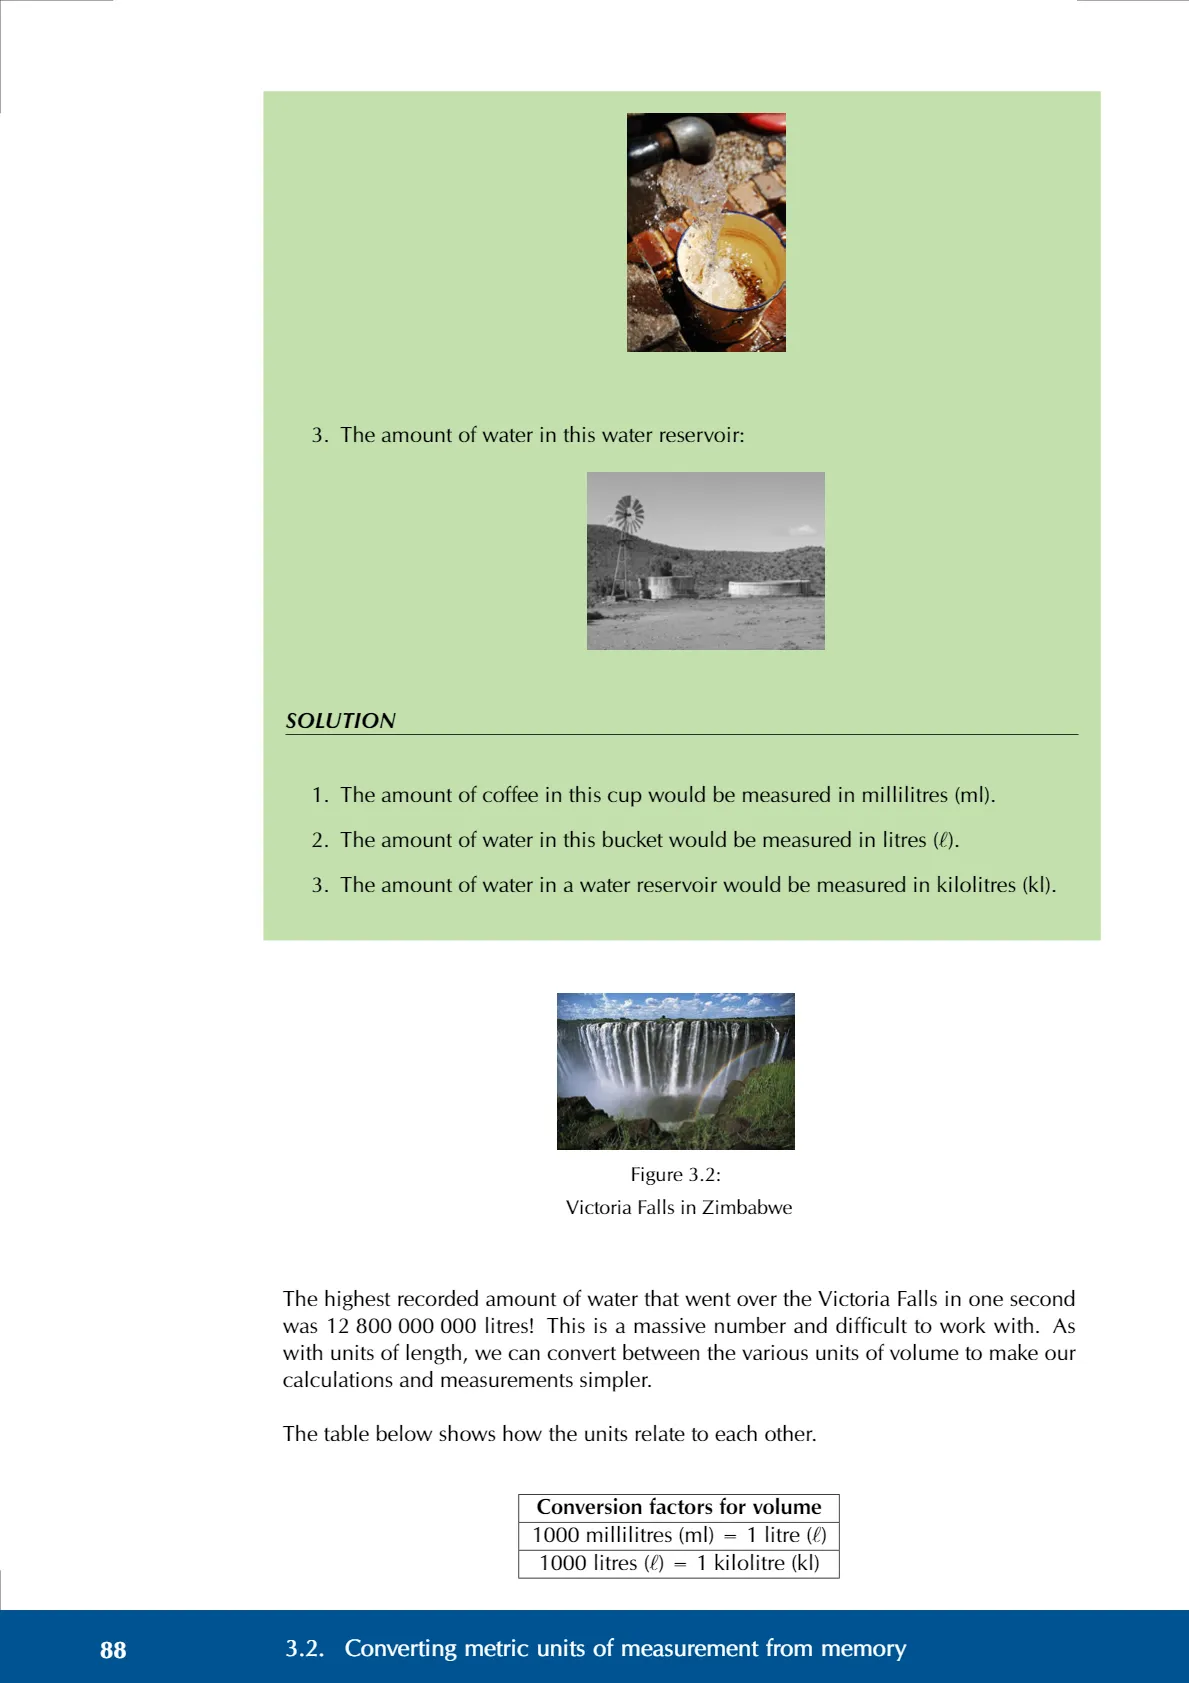 3. The amount of water in this water reservoir:
SOLUTION
1. The amount of coffee in this cup would be measured in millilitres (ml).
2. The amount of water in this bucket would be measured in litres (ℓ).
3. The amount of water in a water reservoir would be measured in kilolitres (kl).
Figure 3.2:
Victoria Falls in Zimbabwe
The highest recorded amount of water that went over the Victoria Falls in one second
was 12 800 000 000 litres! This is a massive number and difficult to work with. As
with units of length, we can convert between the various units of volume to make our
calculations and measurements simpler.
The table below shows how the units relate to each other.
Conversion factors for volume
1000 millilitres (ml) = 1 litre (ℓ)
1000 litres (ℓ) = 1 kilolitre (kl)
88 3.2. Converting metric units of measurement from memory